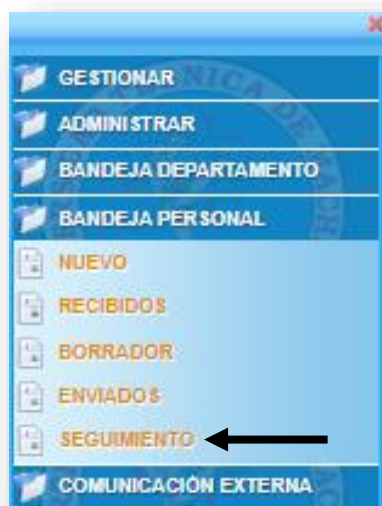 GESTIONAR
ADMINISTRAR
BANDEJA DEPARTAMENTO
BANDEJA PERSONAL
NUEVO
RECIBIDOS
BORRADOR
ENVIADOS
SEGUIMIENTO
COMUNICACIÓN EXTERNA